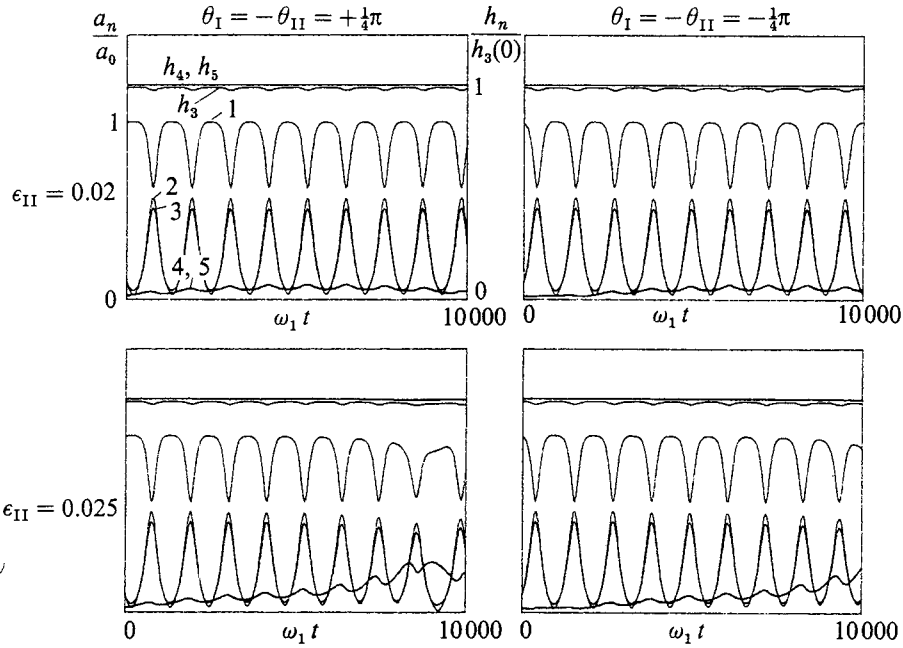 a_n / a_0
θ_I = −θ_II = +¼π
h_n / h_3(0)
θ_I = −θ_II = −¼π
h_4, h_5
h_3
1
1
1
ϵ_II = 0.02
2
3
4, 5
0
0
ω_1 t
10000
0
ω_1 t
10000
ϵ_II = 0.025
0
ω_1 t
10000
0
ω_1 t
10000